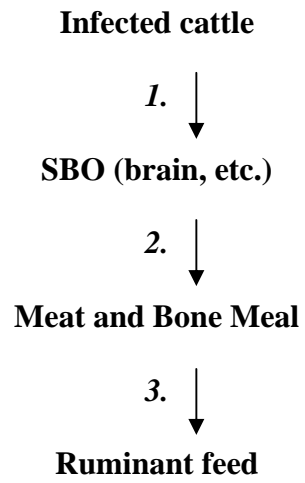 Infected cattle
1.
SBO (brain, etc.)
2.
Meat and Bone Meal
3.
Ruminant feed